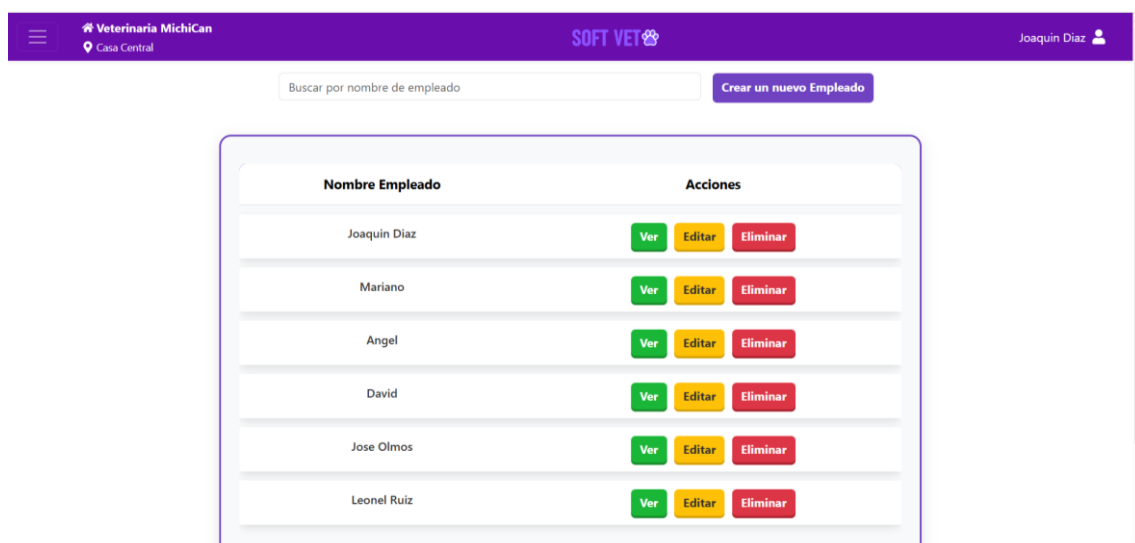 Veterinaria MichiCan
Casa Central
SOFT VET
Joaquin Diaz
Buscar por nombre de empleado
Crear un nuevo Empleado
Nombre Empleado Acciones
Joaquin Diaz Ver Editar Eliminar
Mariano Ver Editar Eliminar
Angel Ver Editar Eliminar
David Ver Editar Eliminar
Jose Olmos Ver Editar Eliminar
Leonel Ruiz Ver Editar Eliminar